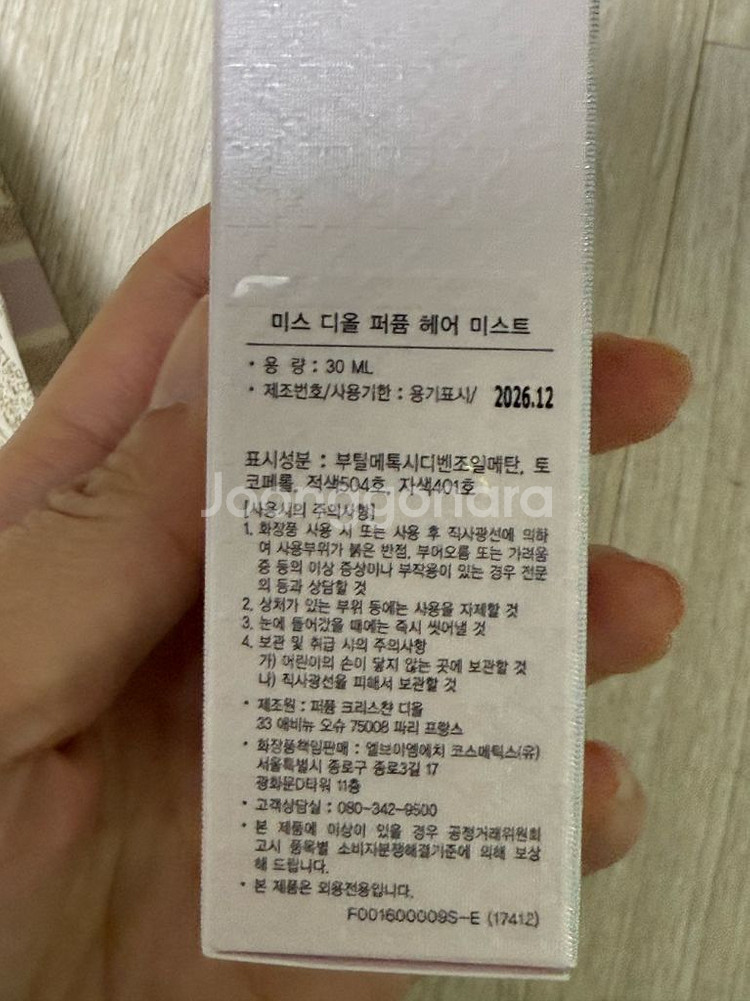 미스 디올 퍼퓸 헤어 미스트
• 용 량 : 30 ML
• 제조번호/사용기한 : 용기표시/ 2026.12
표시성분 : 부틸메톡시디벤조일메탄, 토
코페롤, 적색504호, 자색401호
Joonggonara
[사용시의 주의사항]
1. 화장품 사용 시 또는 사용 후 직사광선에 의하
여 사용부위가 붉은 반점, 부어오름 또는 가려움
증 등의 이상 증상이나 부작용이 있는 경우 전문
의 등과 상담할 것
2. 상처가 있는 부위 등에는 사용을 자제할 것
3. 눈에 들어갔을 때에는 즉시 씻어낼 것
4. 보관 및 취급 시의 주의사항
가) 어린이의 손이 닿지 않는 곳에 보관할 것
나) 직사광선을 피해서 보관할 것
• 제조원 : 퍼퓸 크리스챤 디올
33 애비뉴 오슈 75008 파리 프랑스
• 화장품책임판매 : 엘브이엠에치 코스메틱스(유)
서울특별시 종로구 종로3길 17
광화문D타워 11층
• 고객상담실 : 080-342-9500
• 본 제품에 이상이 있을 경우 공정거래위원회
고시 품목별 소비자분쟁해결기준에 의해 보상
해 드립니다.
• 본 제품은 외용전용입니다.
F001600009S-E (17412)